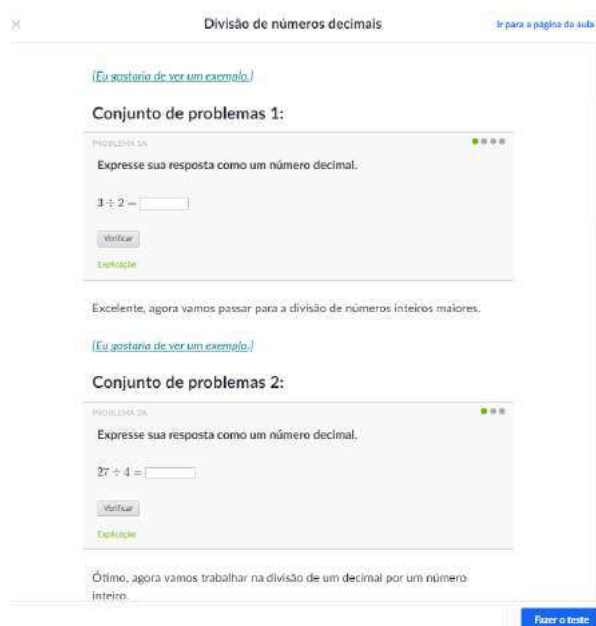 Divisão de números decimais
Ir para a página da aula
[Eu gostaria de ver um exemplo.]
Conjunto de problemas 1:
PROBLEMA 1A
Expresse sua resposta como um número decimal.
3 ÷ 2 =
Verificar
Explicação
Excelente, agora vamos passar para a divisão de números inteiros maiores.
[Eu gostaria de ver um exemplo.]
Conjunto de problemas 2:
PROBLEMA 2A
Expresse sua resposta como um número decimal.
27 ÷ 4 =
Verificar
Explicação
Ótimo, agora vamos trabalhar na divisão de um decimal por um número
inteiro.
Fazer o teste